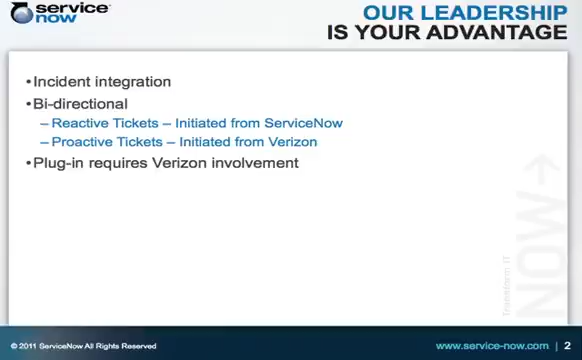 service
now
OUR LEADERSHIP
IS YOUR ADVANTAGE
•Incident integration
•Bi-directional
– Reactive Tickets – Initiated from ServiceNow
– Proactive Tickets – Initiated from Verizon
•Plug-in requires Verizon involvement
Transform IT
NOW
© 2011 ServiceNow All Rights Reserved
www.service-now.com | 2